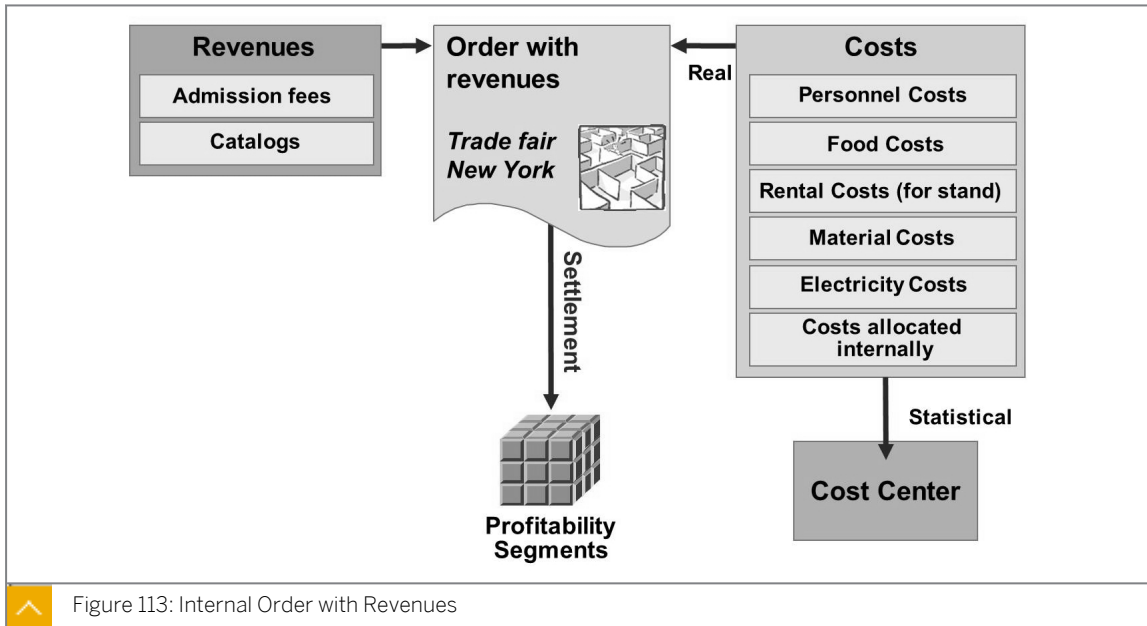 Revenues
Admission fees
Catalogs
Order with
revenues
Trade fair
New York
Real
Costs
Personnel Costs
Food Costs
Rental Costs (for stand)
Material Costs
Electricity Costs
Costs allocated
internally
Settlement
Statistical
Cost Center
Profitability
Segments
Figure 113: Internal Order with Revenues